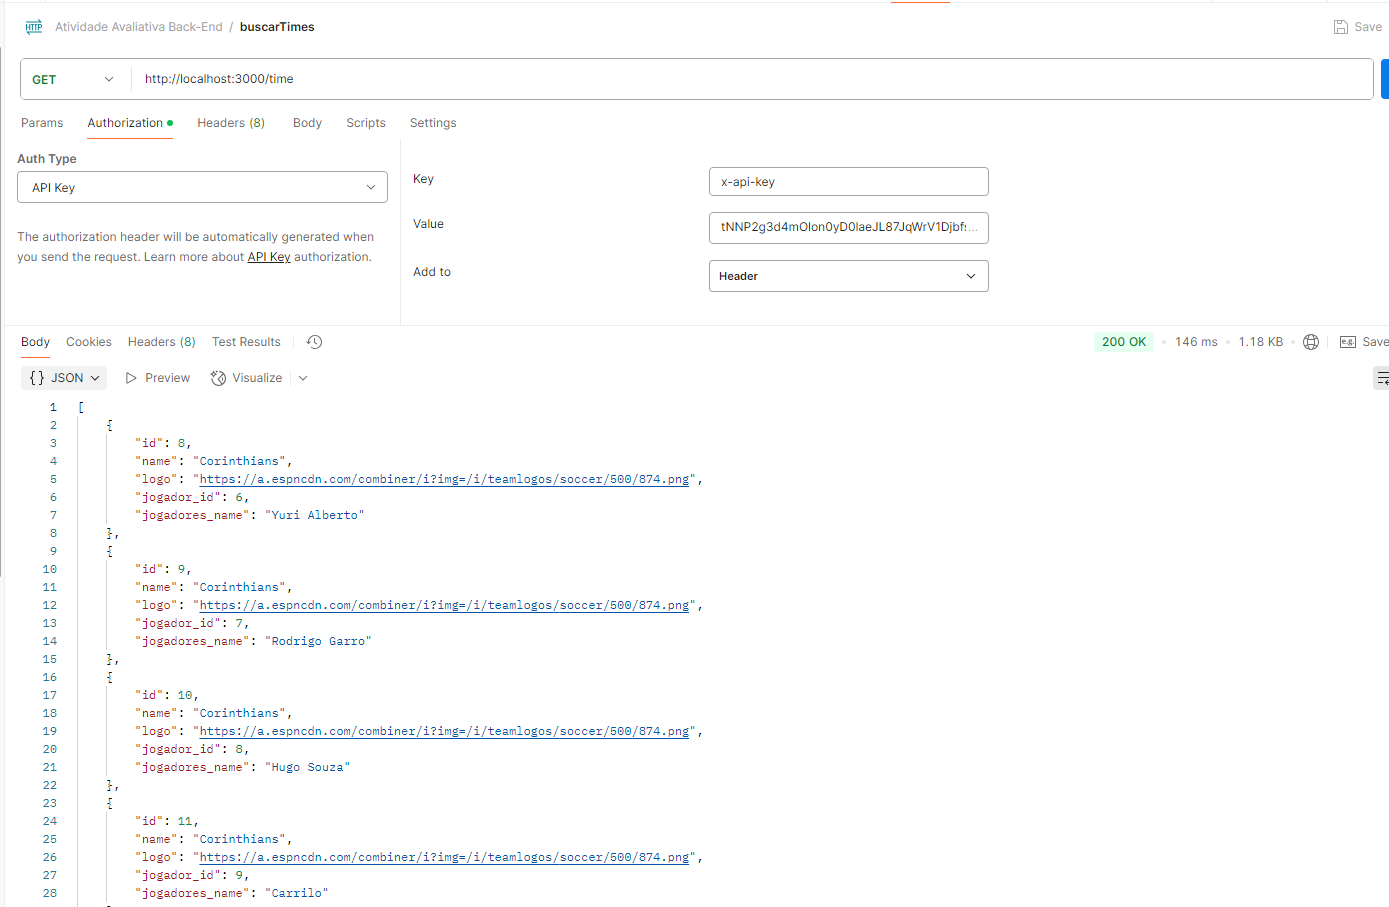 HTTP Atividade Avaliativa Back-End / buscarTimes Save
GET http://localhost:3000/time
Params Authorization Headers (8) Body Scripts Settings
Auth Type
API Key
The authorization header will be automatically generated when
you send the request. Learn more about API Key authorization.
Key x-api-key
Value
Add to Header
Body Cookies Headers (8) Test Results 200 OK 146 ms 1.18 KB e.g. Save
{} JSON Preview Visualize
1 [
2 {
3 "id": 8,
4 "name": "Corinthians",
5 "logo": "https://a.espncdn.com/combiner/i?img=/i/teamlogos/soccer/500/874.png",
6 "jogador_id": 6,
7 "jogadores_name": "Yuri Alberto"
8 },
9 {
10 "id": 9,
11 "name": "Corinthians",
12 "logo": "https://a.espncdn.com/combiner/i?img=/i/teamlogos/soccer/500/874.png",
13 "jogador_id": 7,
14 "jogadores_name": "Rodrigo Garro"
15 },
16 {
17 "id": 10,
18 "name": "Corinthians",
19 "logo": "https://a.espncdn.com/combiner/i?img=/i/teamlogos/soccer/500/874.png",
20 "jogador_id": 8,
21 "jogadores_name": "Hugo Souza"
22 },
23 {
24 "id": 11,
25 "name": "Corinthians",
26 "logo": "https://a.espncdn.com/combiner/i?img=/i/teamlogos/soccer/500/874.png",
27 "jogador_id": 9,
28 "jogadores_name": "Carrilo"